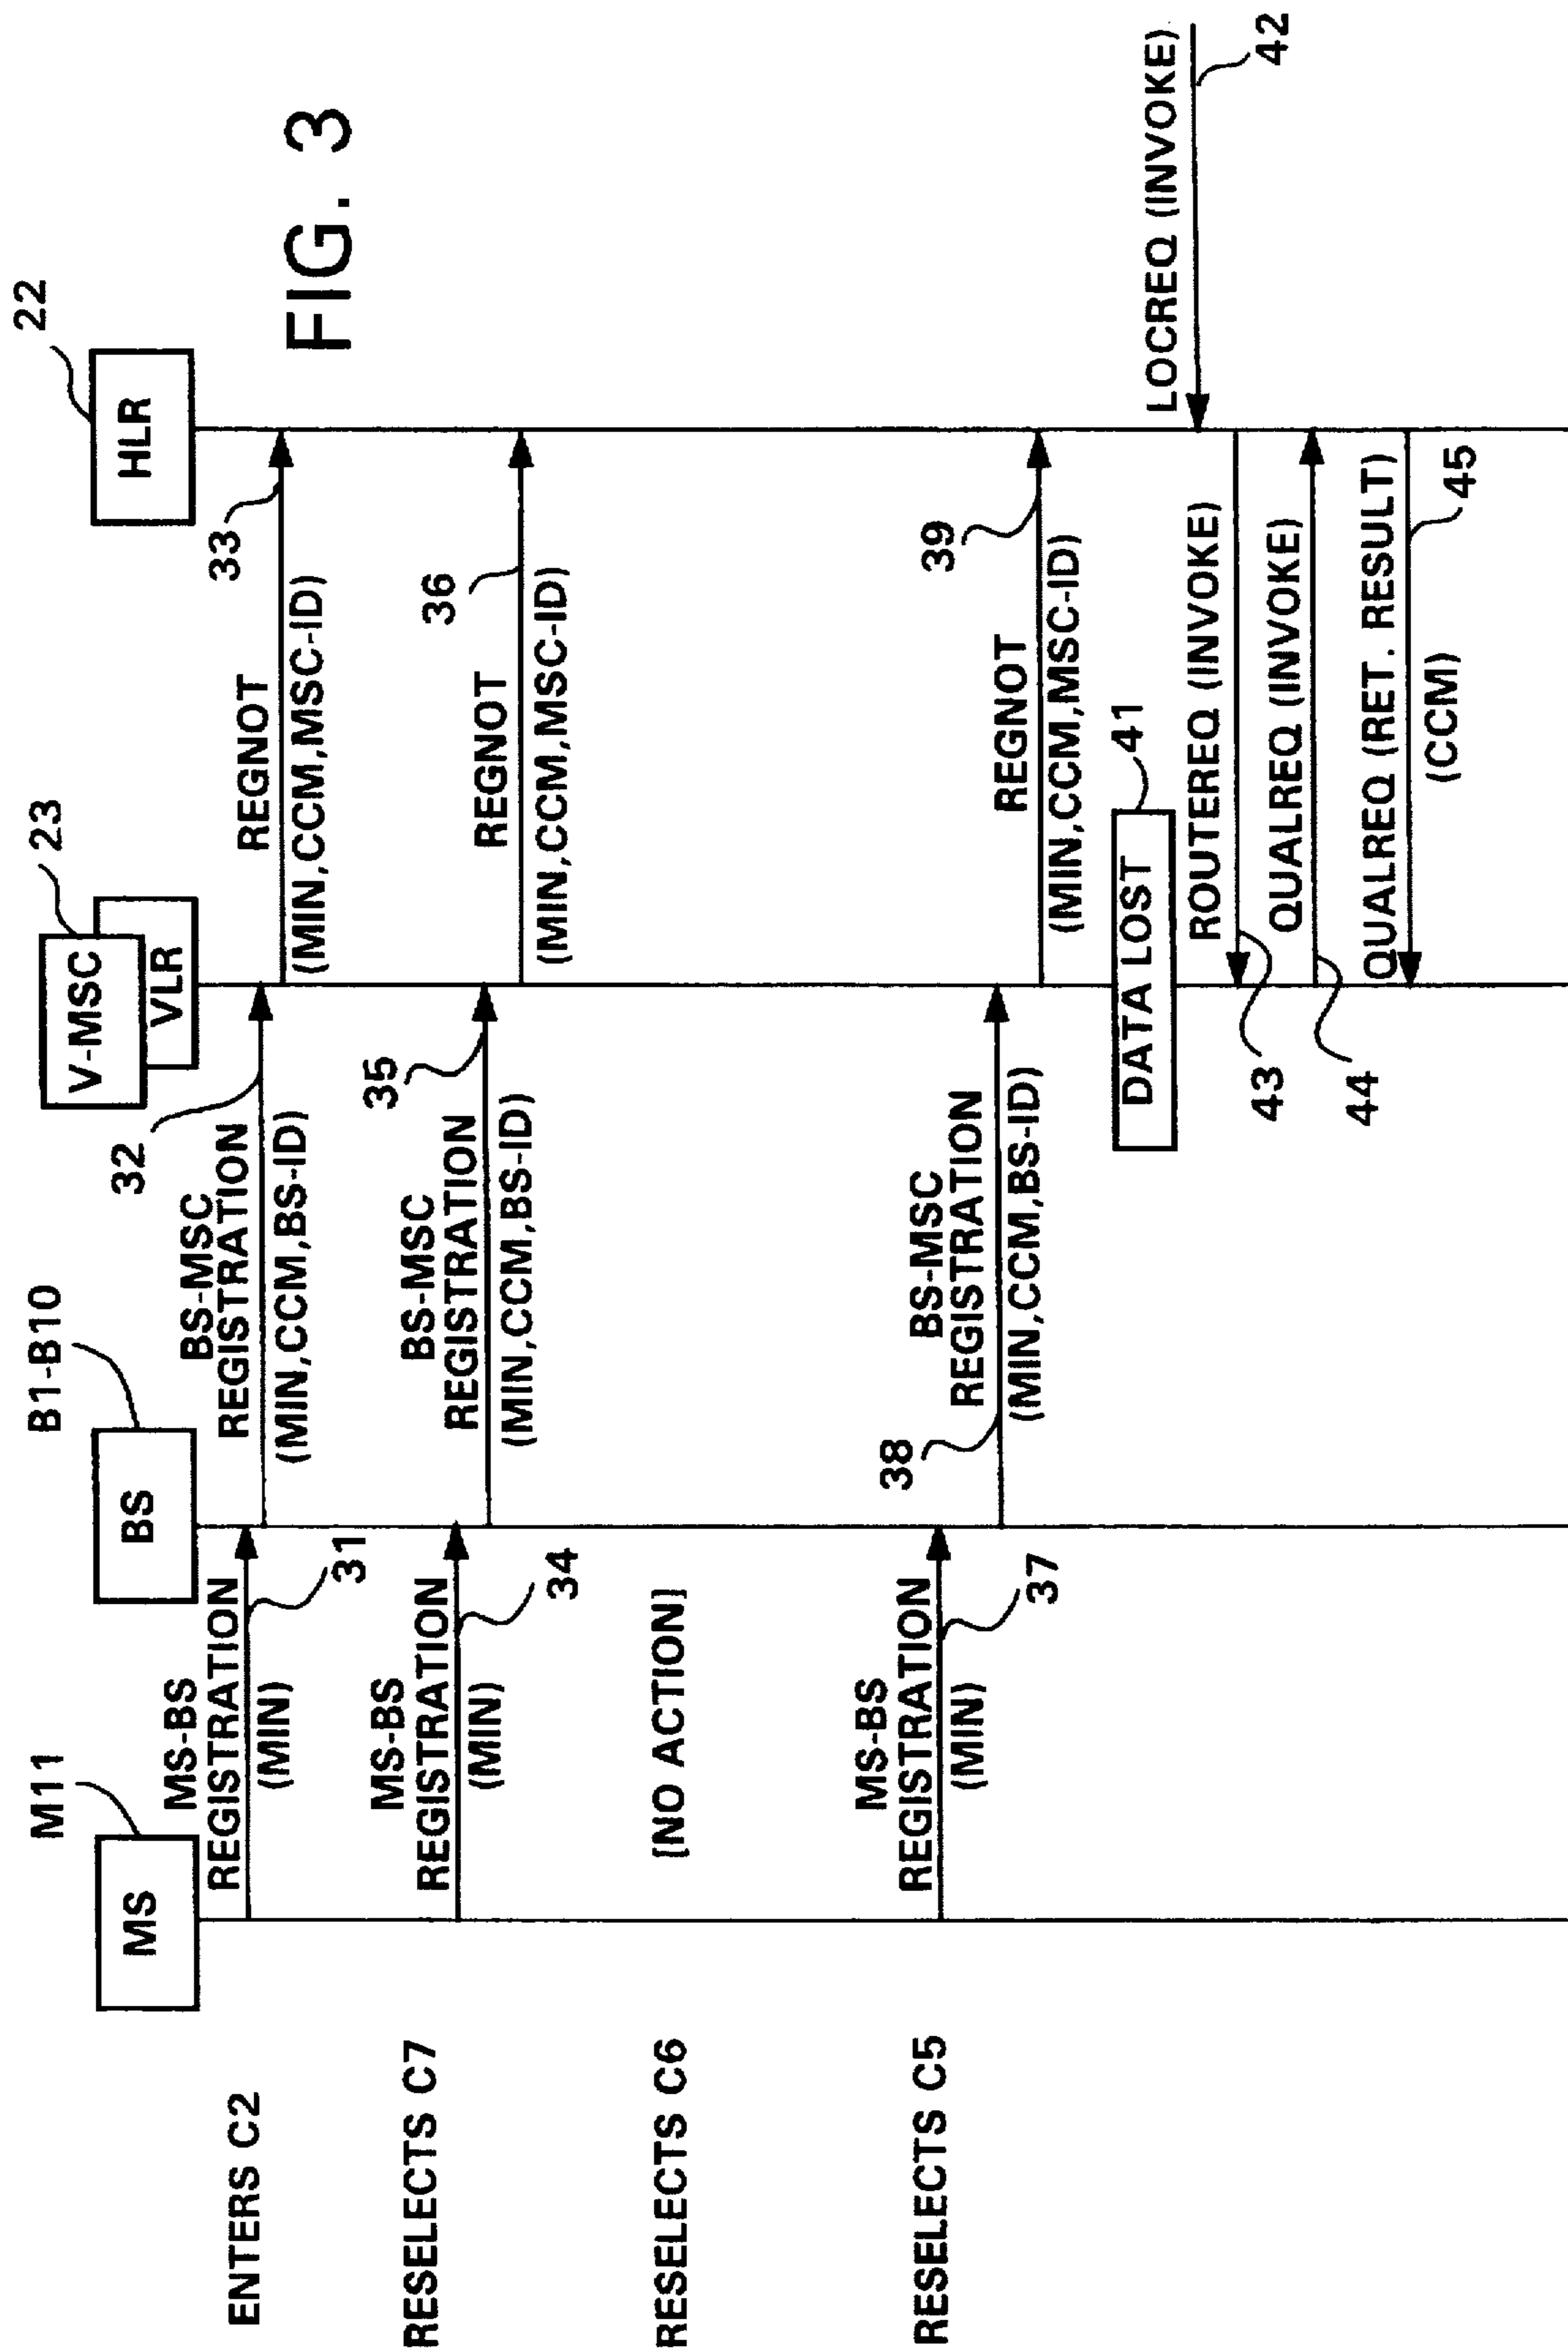 FIG. 3
M11
B1-B10
23
22
MS
BS
V-MSC
VLR
HLR
ENTERS C2
MS-BS
REGISTRATION
(MIN)
31
32
BS-MSC
REGISTRATION
(MIN,CCM,BS-ID)
REGNOT
33
(MIN,CCM,MSC-ID)
RESELECTS C7
MS-BS
REGISTRATION
(MIN)
34
35
BS-MSC
REGISTRATION
(MIN,CCM,BS-ID)
REGNOT
36
(MIN,CCM,MSC-ID)
RESELECTS C6
[NO ACTION]
RESELECTS C5
MS-BS
REGISTRATION
(MIN)
37
38
BS-MSC
REGISTRATION
(MIN,CCM,BS-ID)
REGNOT
39
(MIN,CCM,MSC-ID)
DATA LOST
41
LOCREQ (INVOKE)
42
ROUTEREQ (INVOKE)
43
QUALREQ (INVOKE)
44
QUALREQ (RET. RESULT)
(CCM)
45